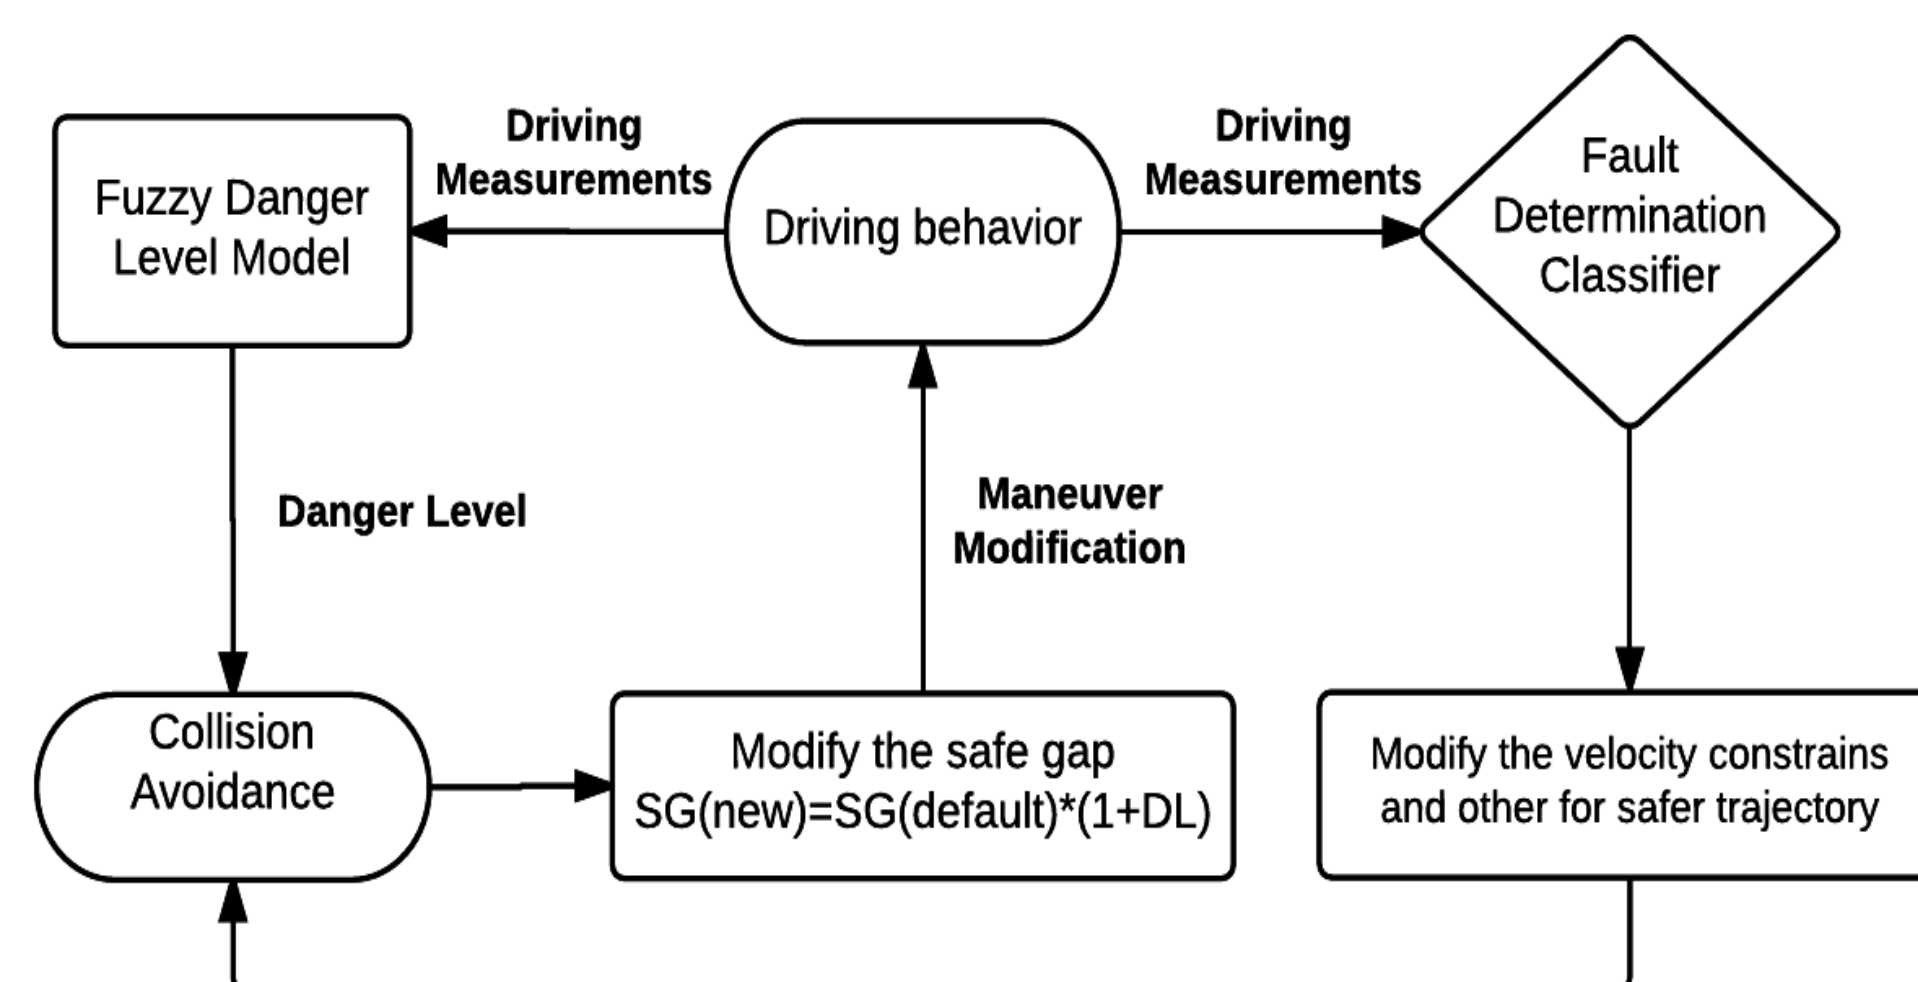 Driving
Measurements
Driving
Measurements
Fuzzy Danger
Level Model
Driving behavior
Fault
Determination
Classifier
Danger Level
Maneuver
Modification
Collision
Avoidance
Modify the safe gap
SG(new)=SG(default)*(1+DL)
Modify the velocity constrains
and other for safer trajectory